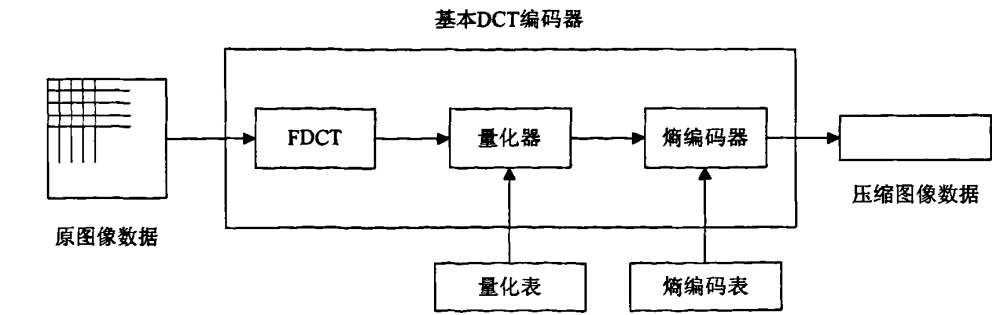 基本DCT编码器
FDCT
量化器
熵编码器
原图像数据
压缩图像数据
量化表
熵编码表